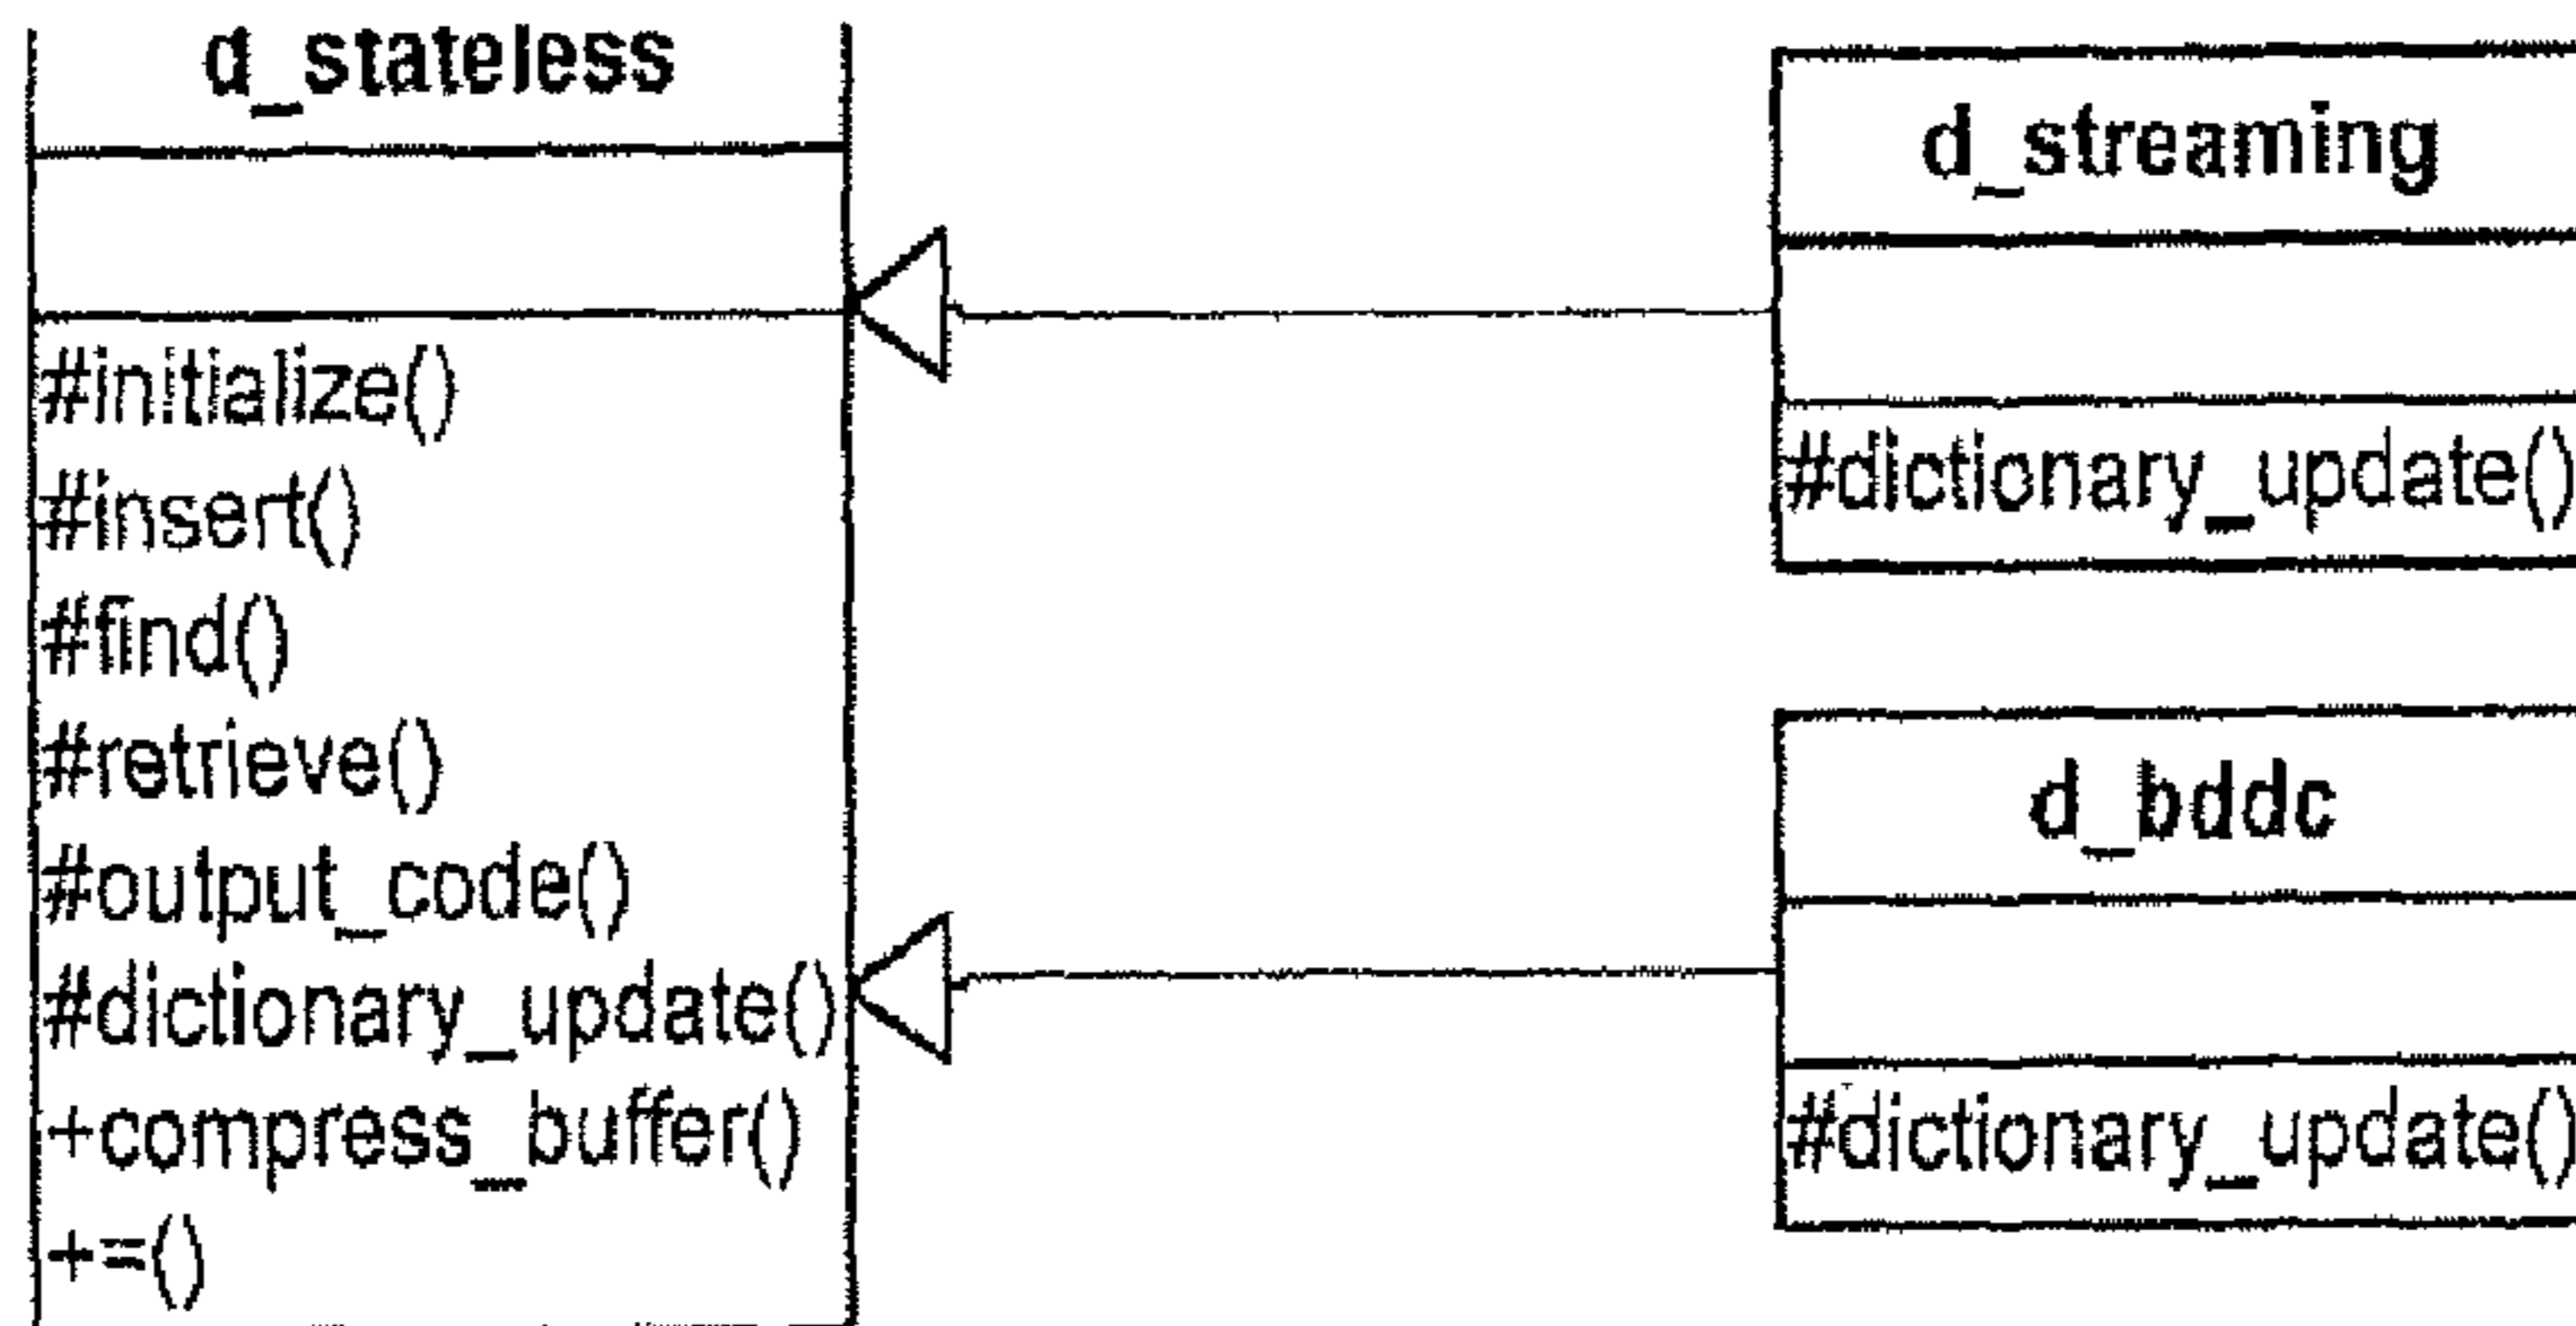 d_stateless
#initialize()
#insert()
#find()
#retrieve()
#output_code()
#dictionary_update()
+compress_buffer()
+=()
d_streaming
#dictionary_update()
d_bddc
#dictionary_update()